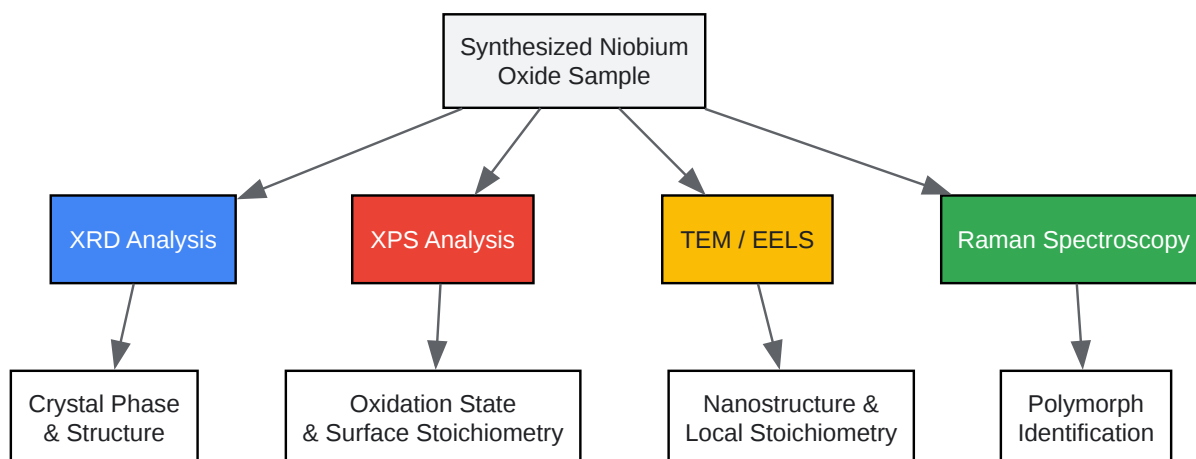 Synthesized Niobium
Oxide Sample
XRD Analysis
XPS Analysis
TEM / EELS
Raman Spectroscopy
Crystal Phase
& Structure
Oxidation State
& Surface Stoichiometry
Nanostructure &
Local Stoichiometry
Polymorph
Identification